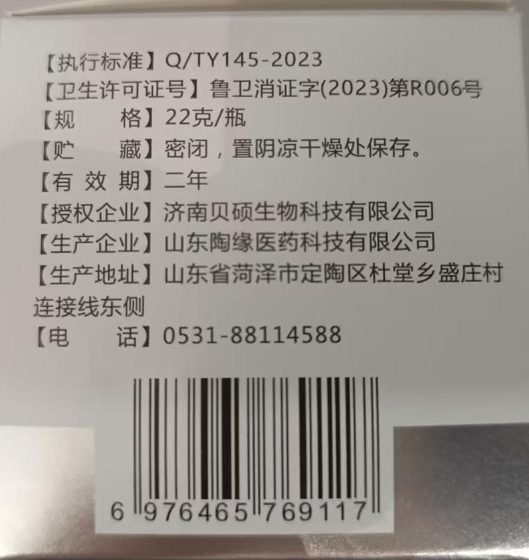 【执行标准】Q/TY145-2023
【卫生许可证号】鲁卫消证字(2023)第R006号
【规　　格】22克/瓶
【贮　　藏】密闭，置阴凉干燥处保存。
【有 效 期】二年
【授权企业】济南贝硕生物科技有限公司
【生产企业】山东陶缘医药科技有限公司
【生产地址】山东省菏泽市定陶区杜堂乡盛庄村
连接线东侧
【电　　话】0531-88114588
6 976465 769117